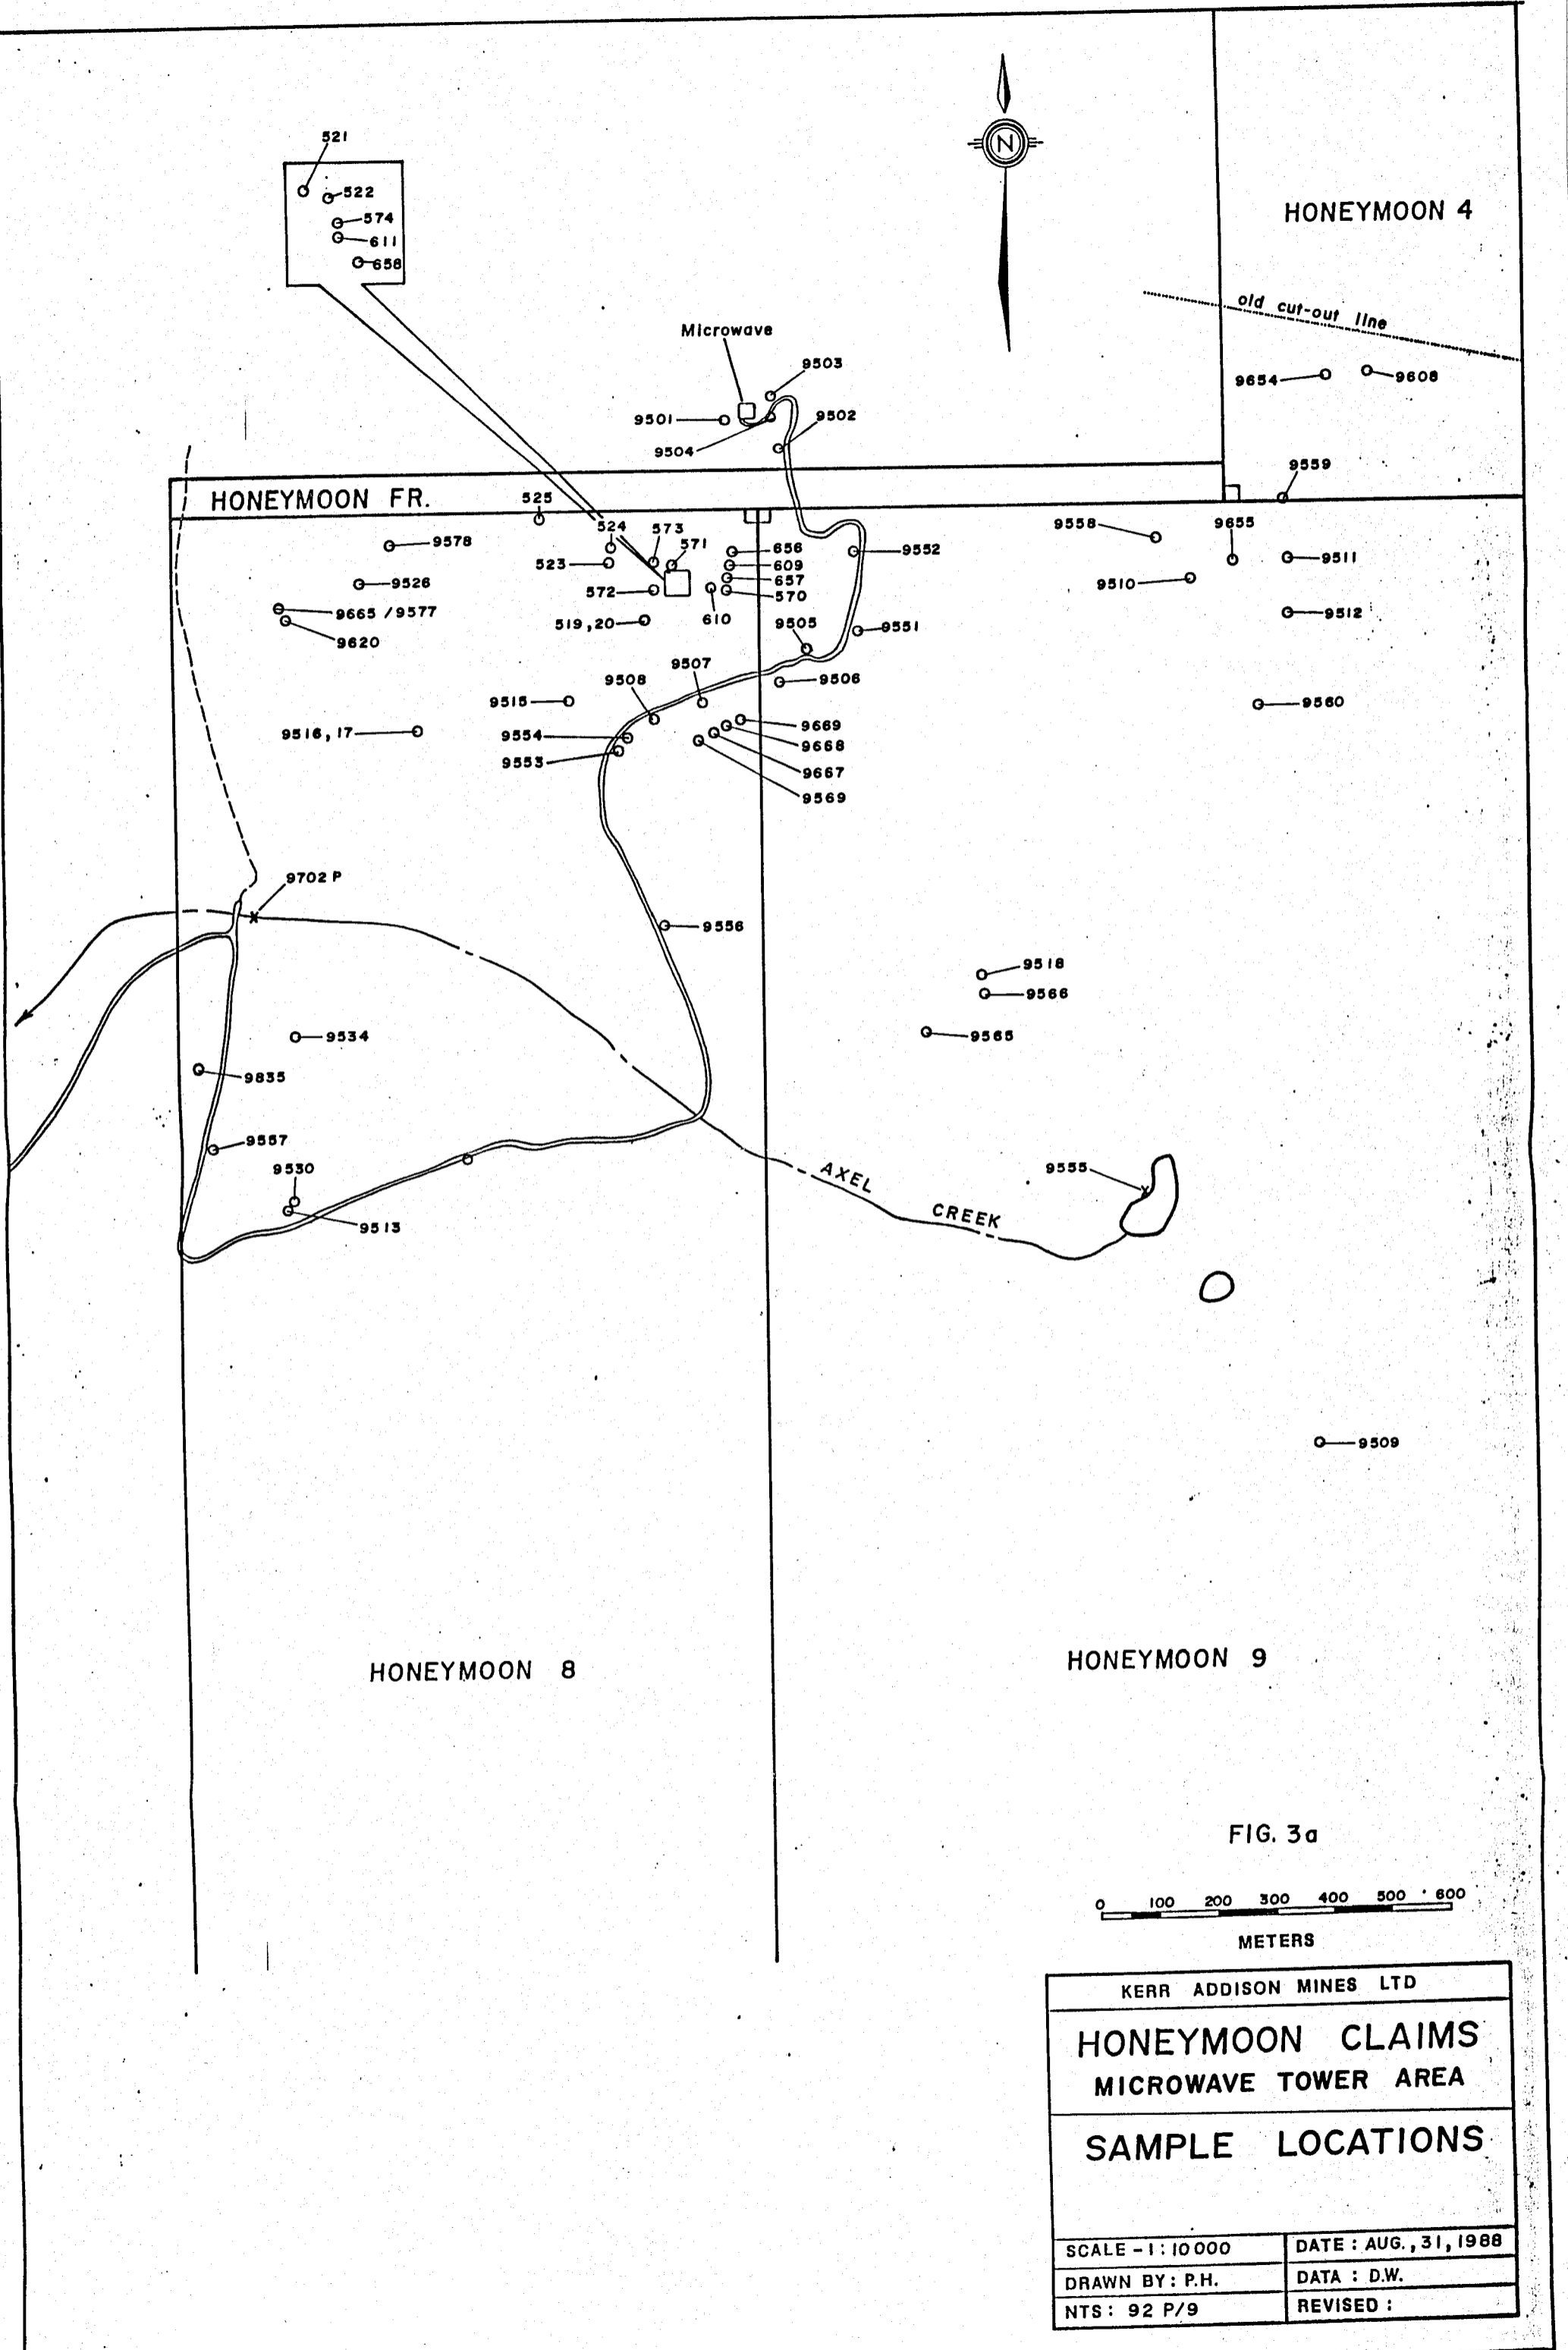 521
522
574
611
658
N
HONEYMOON 4
old cut-out line
Microwave
9503
9654
9608
9501
9502
9504
9559
HONEYMOON FR.
525
524
573
9558
9655
9578
571
656
9552
523
609
9511
9526
657
9510
572
570
9665 / 9577
610
9512
519,20
9505
9551
9620
9507
9508
9506
9515
9560
9516,17
9554
9669
9668
9553
9667
9569
9702 P
9556
9518
9566
9534
9565
9835
9557
9530
9555
AXEL CREEK
9513
9509
HONEYMOON 8
HONEYMOON 9
FIG. 3a
0 100 200 300 400 500 600
METERS
KERR ADDISON MINES LTD
HONEYMOON CLAIMS
MICROWAVE TOWER AREA
SAMPLE LOCATIONS
SCALE - 1 : 10 000
DATE : AUG., 31, 1988
DRAWN BY : P.H.
DATA : D.W.
NTS : 92 P/9
REVISED :